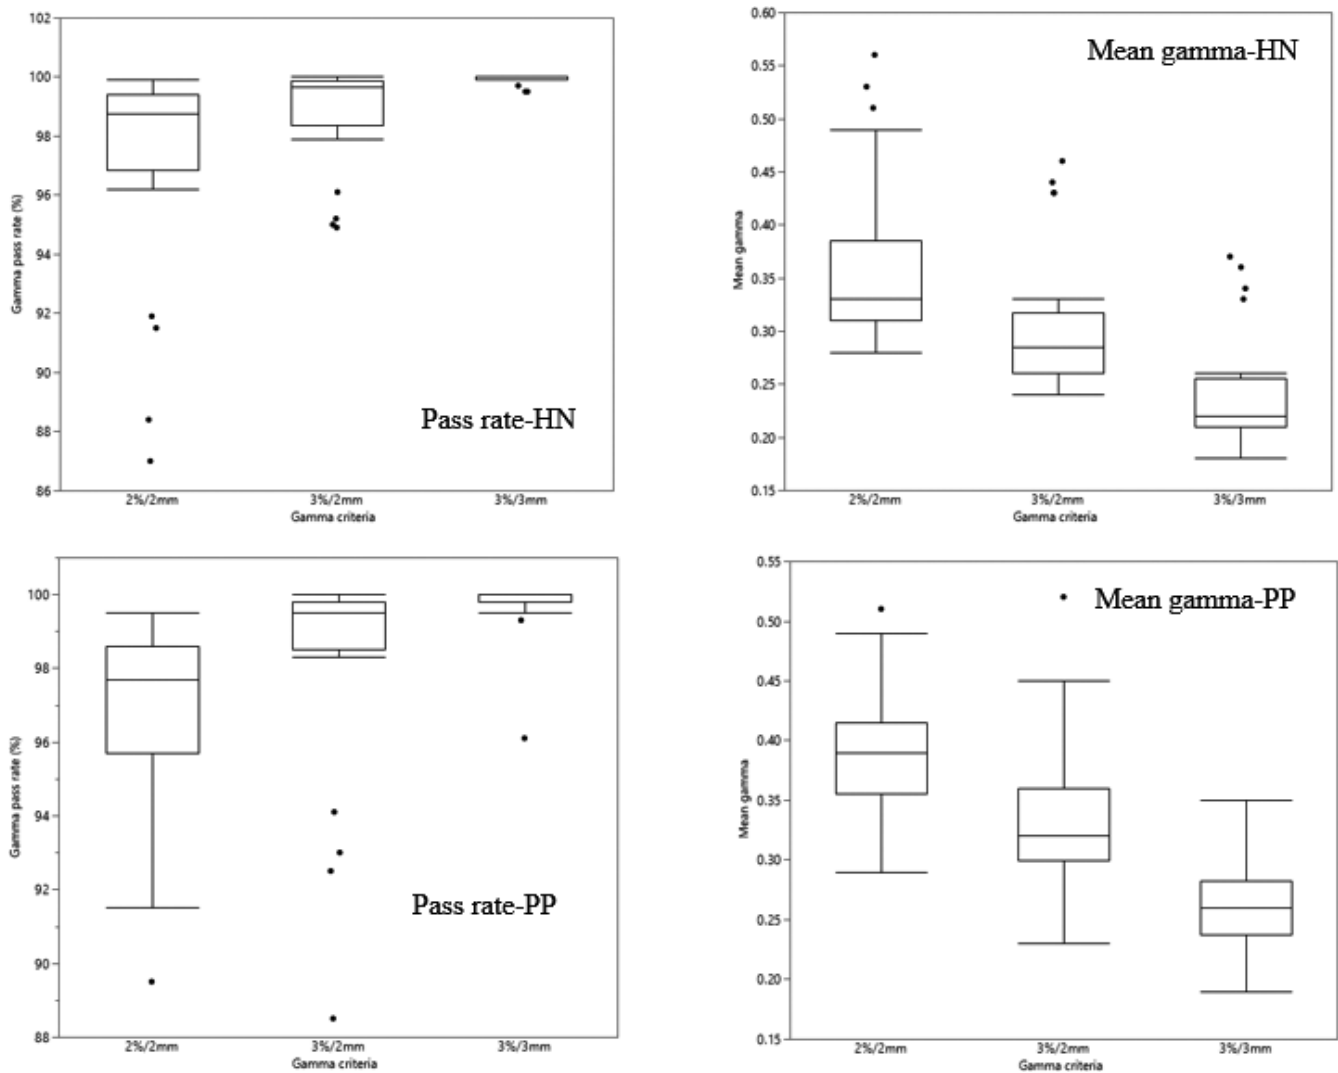 102
100
98
96
94
92
90
88
86
Gamma pass rate (%)
Pass rate-HN
2%/2mm 3%/2mm 3%/3mm
Gamma criteria
0.60
0.55
0.50
0.45
0.40
0.35
0.30
0.25
0.20
0.15
Mean gamma
Mean gamma-HN
2%/2mm 3%/2mm 3%/3mm
Gamma criteria
100
98
96
94
92
90
88
Gamma pass rate (%)
Pass rate-PP
2%/2mm 3%/2mm 3%/3mm
Gamma criteria
0.55
0.50
0.45
0.40
0.35
0.30
0.25
0.20
0.15
Mean gamma
Mean gamma-PP
2%/2mm 3%/2mm 3%/3mm
Gamma criteria